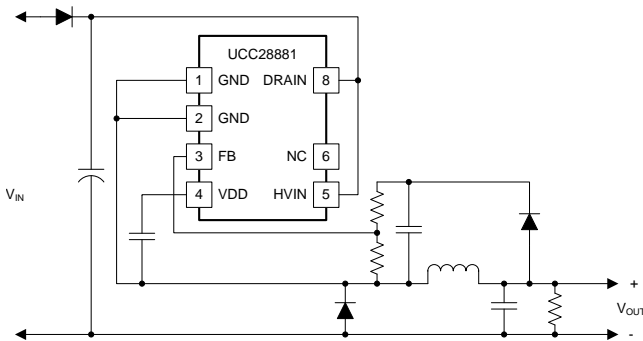 UCC28881
1 GND DRAIN 8
2 GND
3 FB NC 6
4 VDD HVIN 5
VIN
+
VOUT
-